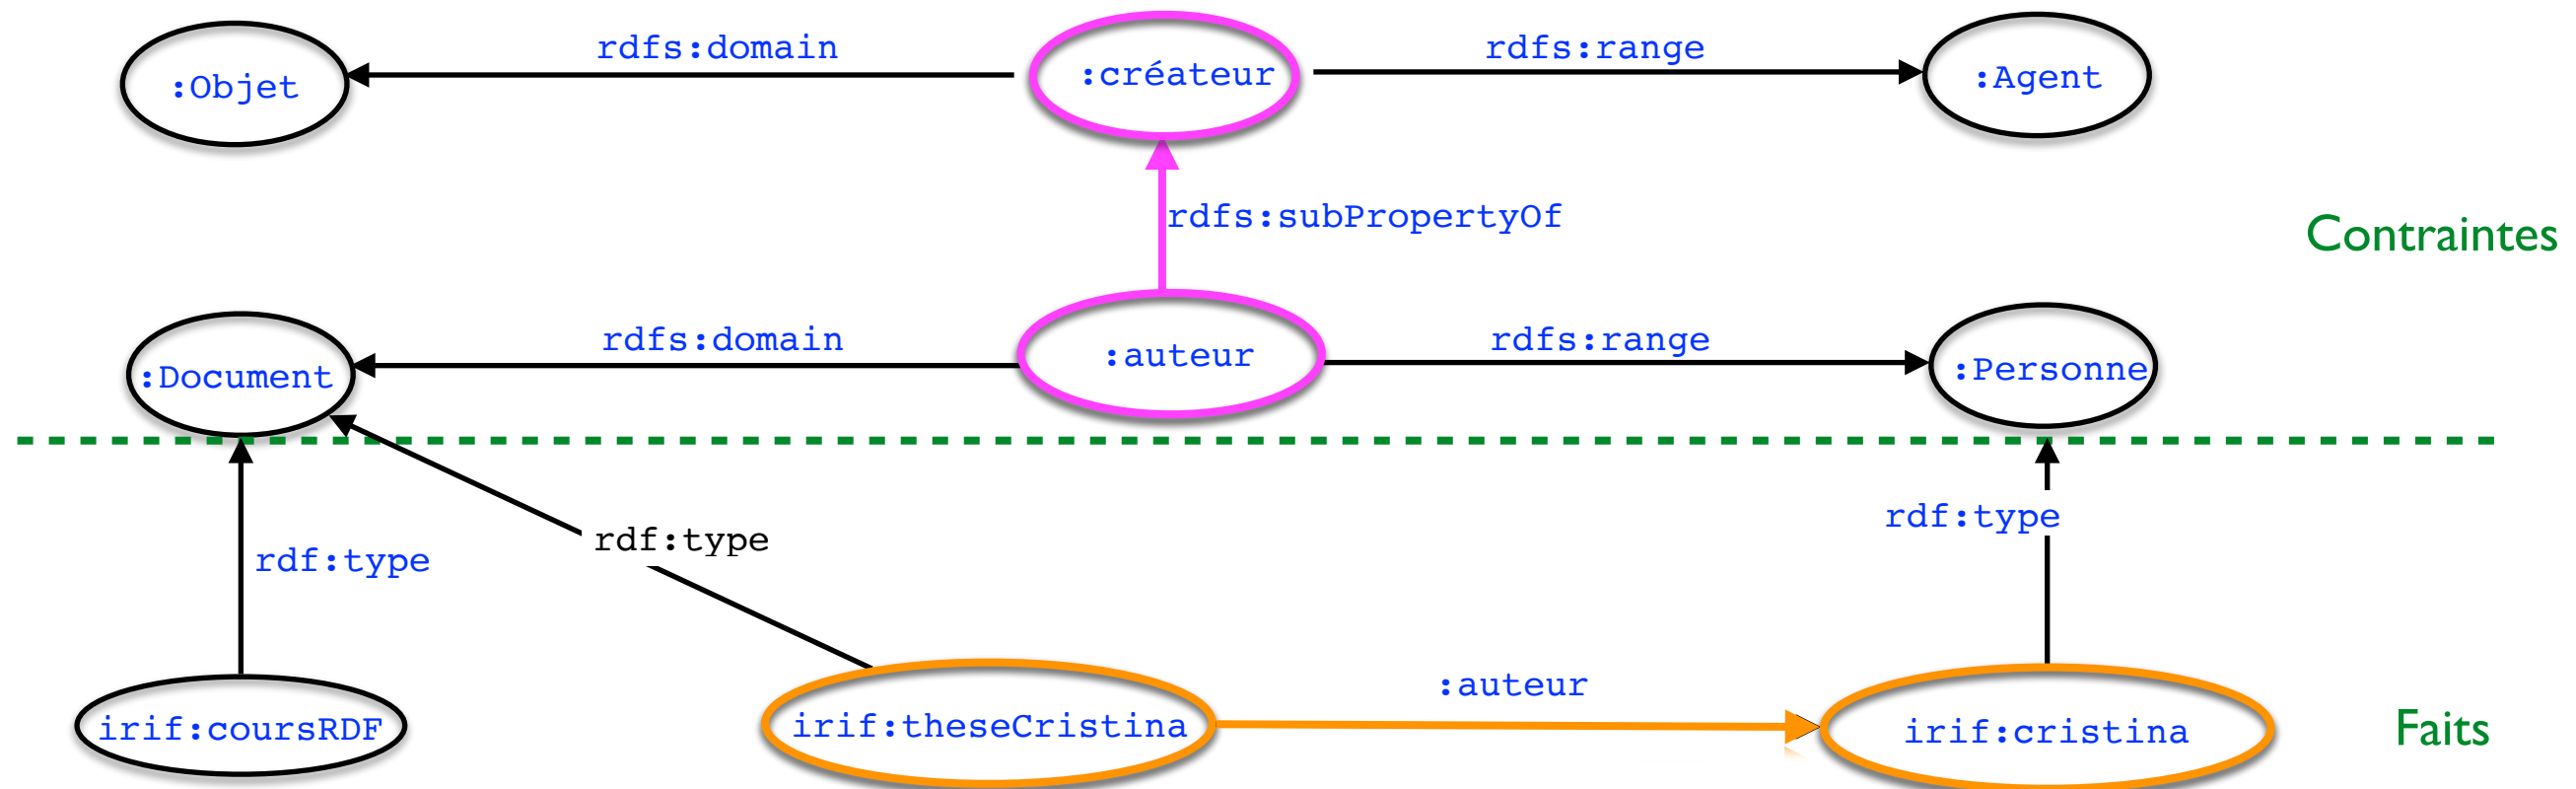 rdfs:domain
rdfs:range
:Objet
:créateur
:Agent
rdfs:subPropertyOf
Contraintes
rdfs:domain
rdfs:range
:Document
:auteur
:Personne
rdf:type
rdf:type
rdf:type
:auteur
irif:coursRDF
irif:theseCristina
irif:cristina
Faits